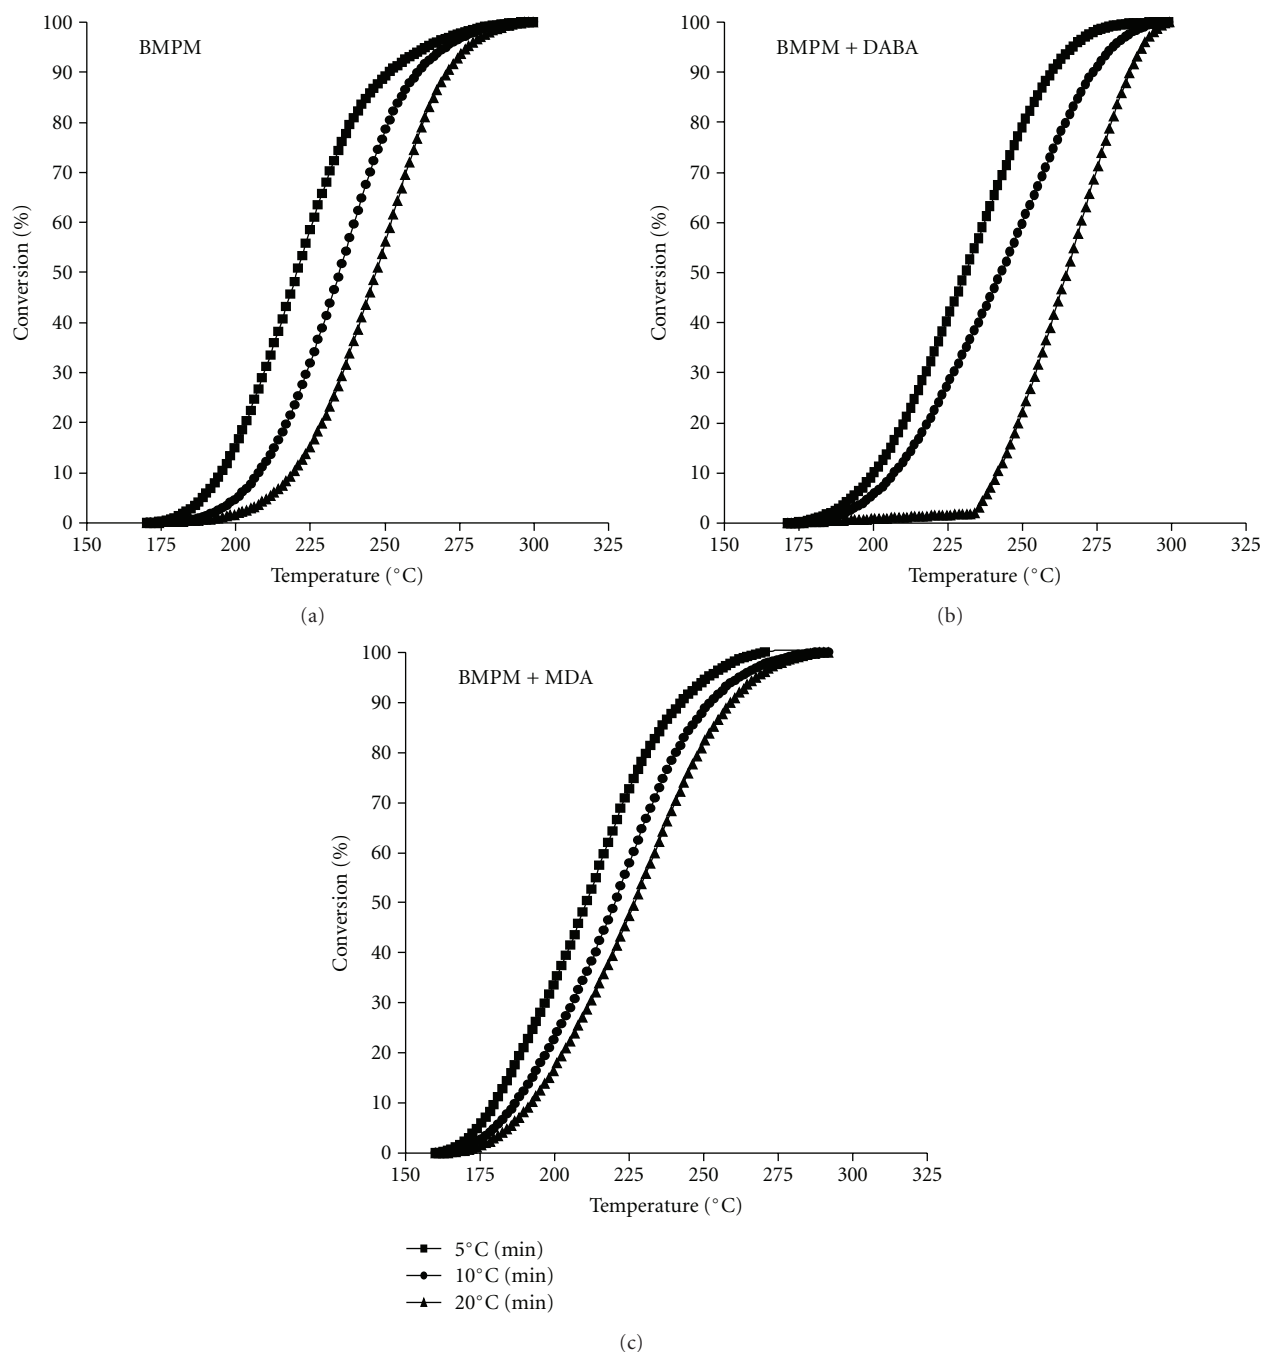 BMPM
100
90
80
70
60
50
40
30
20
10
0
Conversion (%)
150 175 200 225 250 275 300 325
Temperature (°C)
(a)
BMPM + DABA
100
90
80
70
60
50
40
30
20
10
0
Conversion (%)
150 175 200 225 250 275 300 325
Temperature (°C)
(b)
BMPM + MDA
100
90
80
70
60
50
40
30
20
10
0
Conversion (%)
150 175 200 225 250 275 300 325
Temperature (°C)
5°C (min)
10°C (min)
20°C (min)
(c)